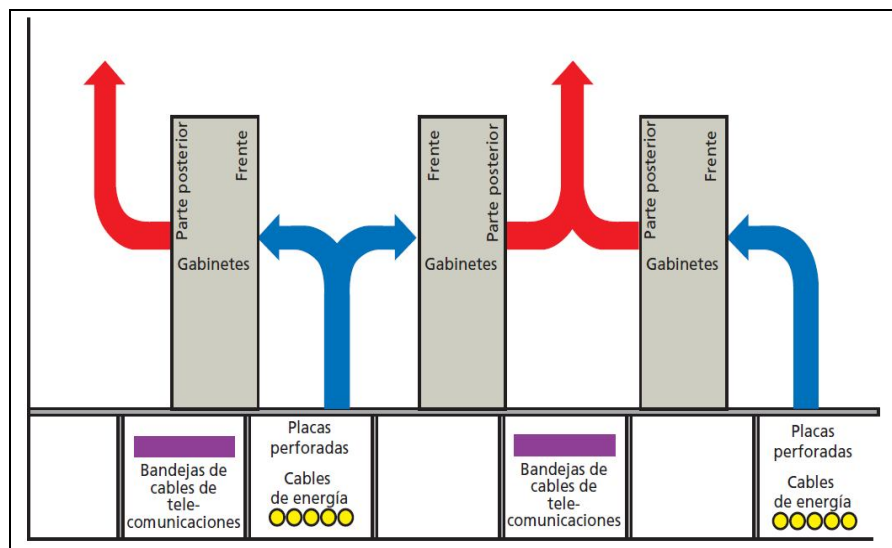 Parte posterior
Frente
Gabinetes
Frente
Parte posterior
Gabinetes
Parte posterior
Frente
Gabinetes
Bandejas de
cables de
tele-
comunicaciones
Placas
perforadas
Cables
de energía
Bandejas de
cables de
tele-
comunicaciones
Placas
perforadas
Cables
de energía